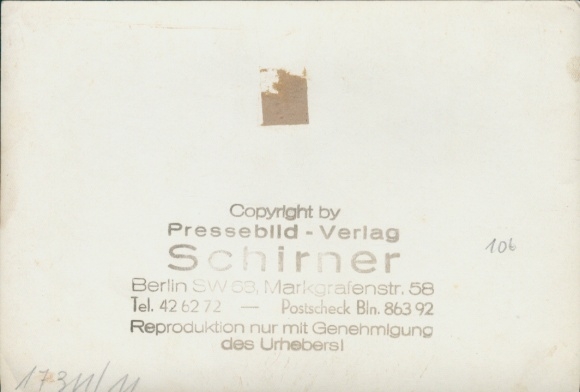 Copyright by
Pressebild - Verlag
Schirner
Berlin SW 68, Markgrafenstr. 58
Tel. 42 62 72 — Postscheck Bln. 863 92
Reproduktion nur mit Genehmigung
des Urhebers!
106